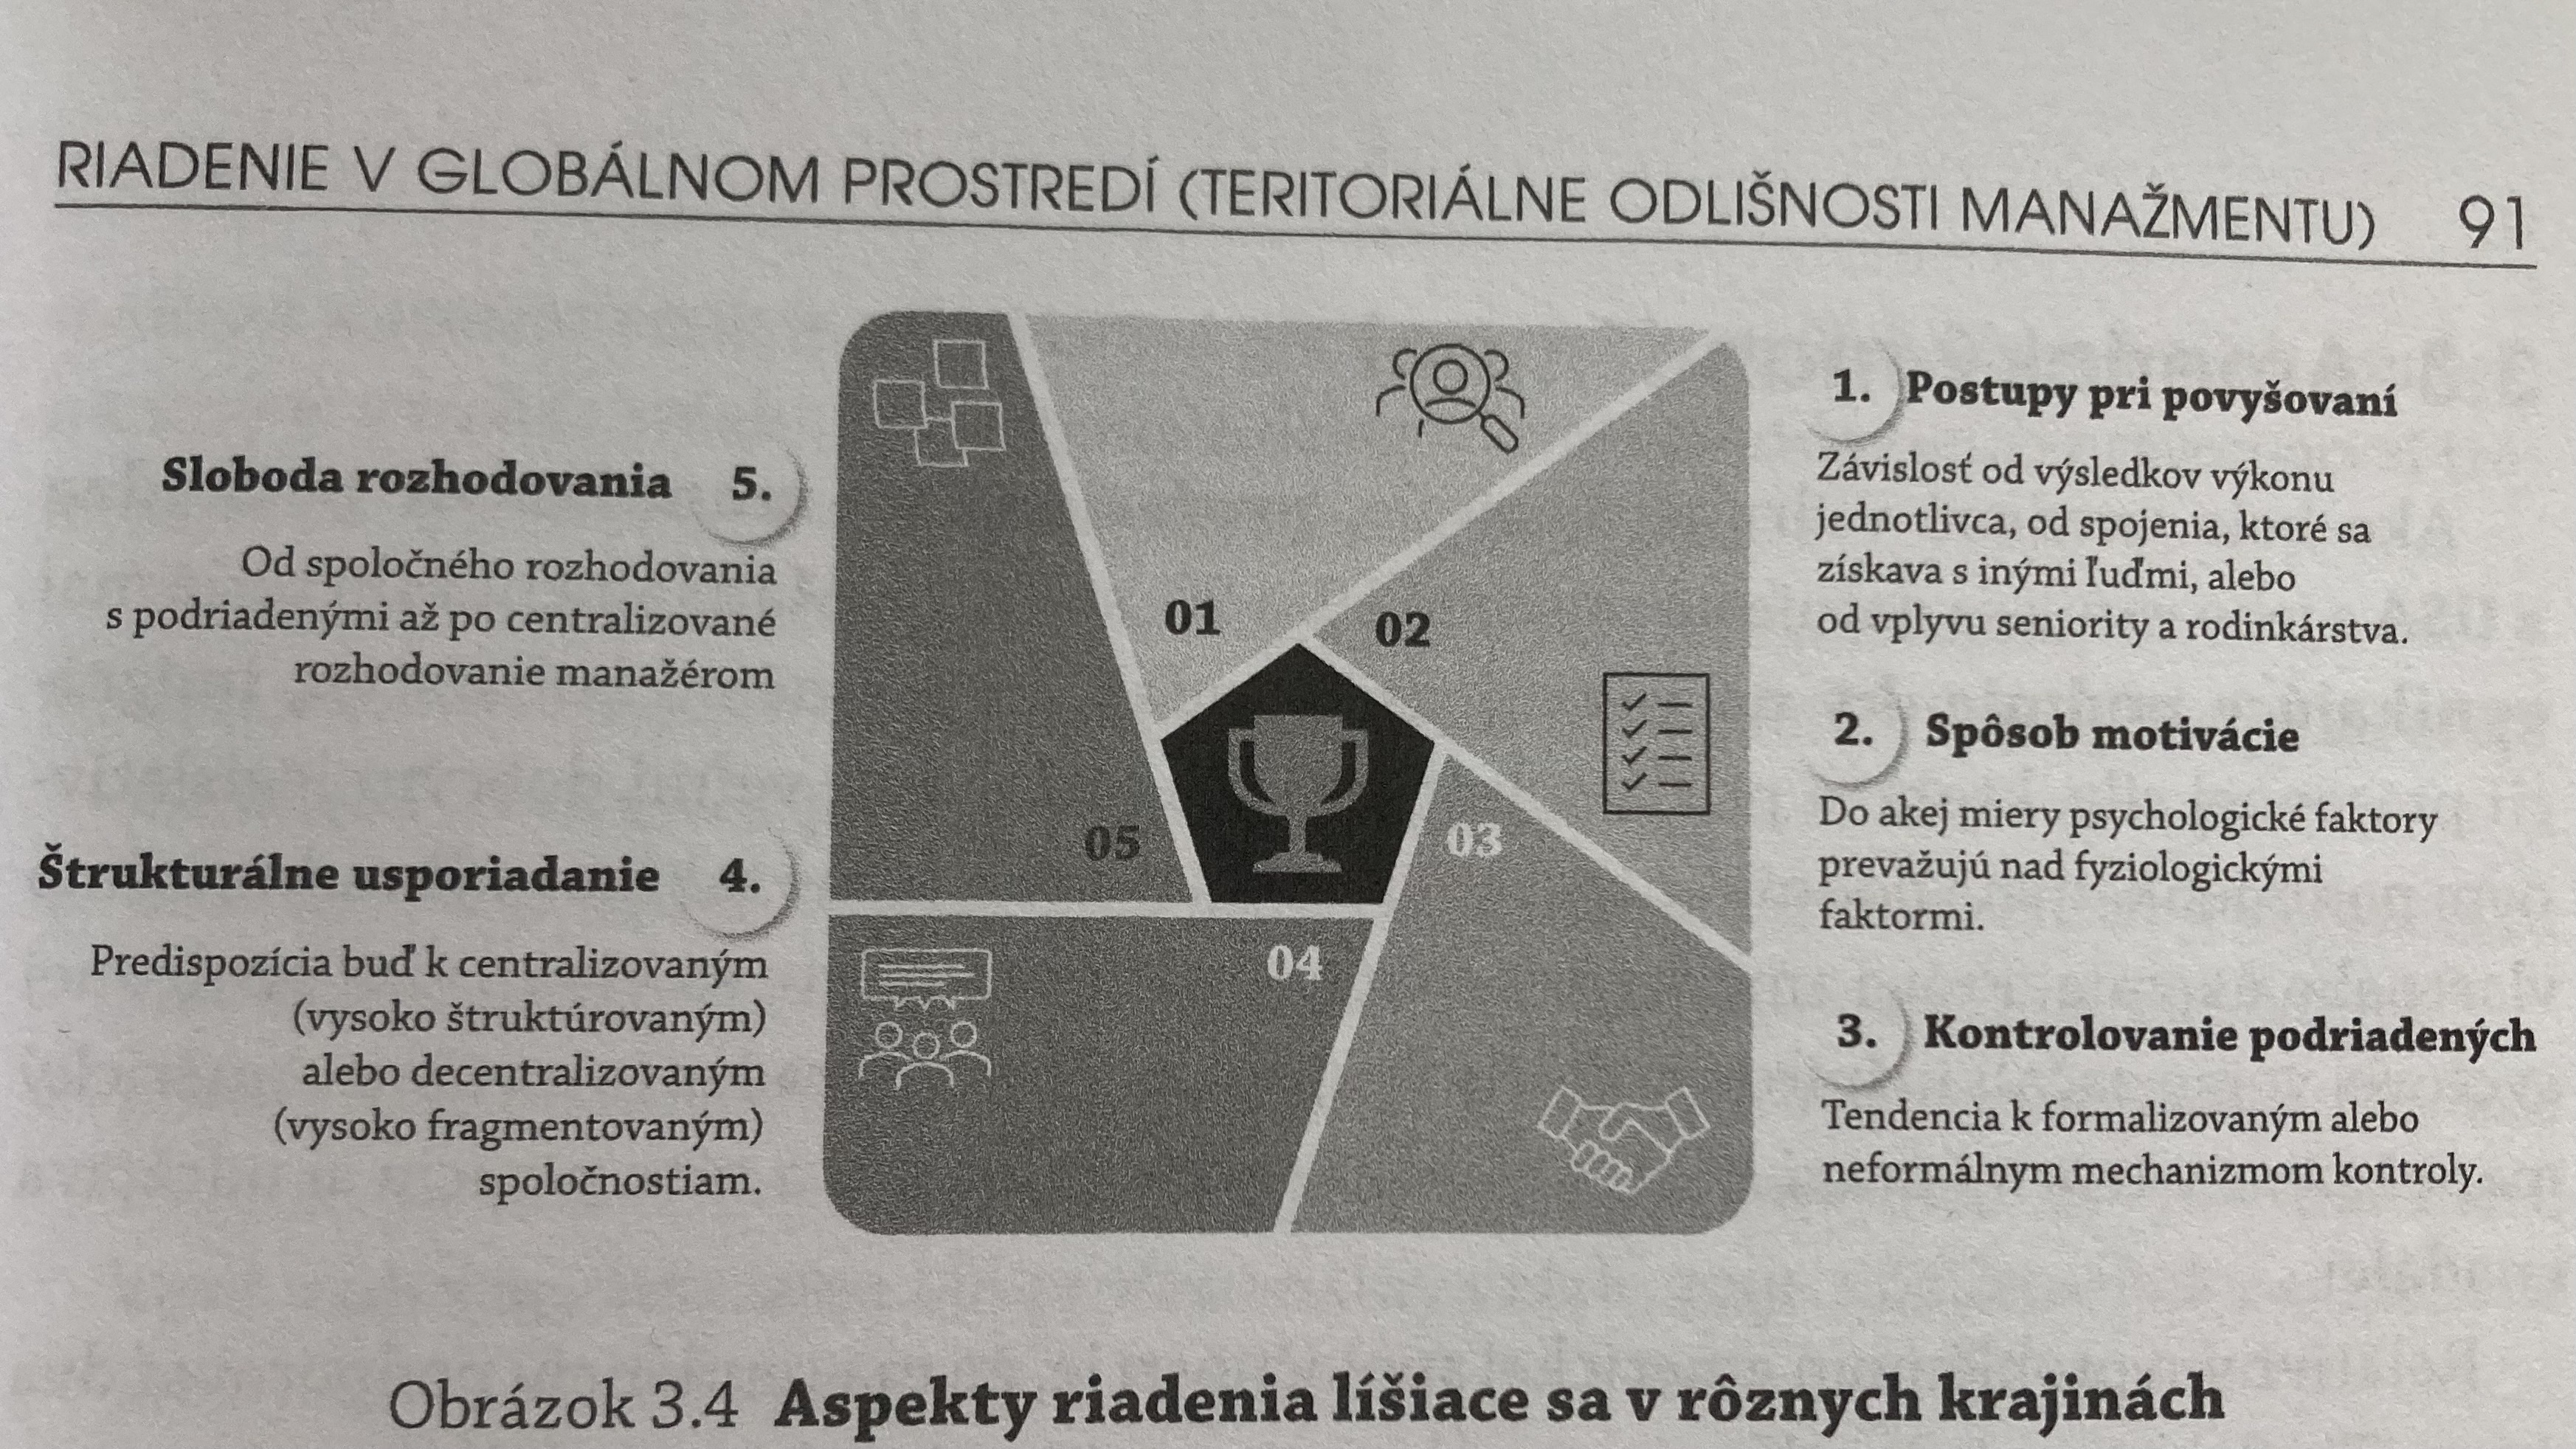 RIADENIE V GLOBÁLNOM PROSTREDÍ (TERITORIÁLNE ODLIŠNOSTI MANAŽMENTU) 91
1. Postupy pri povyšovaní
Závislosť od výsledkov výkonu
jednotlivca, od spojenia, ktoré sa
získava s inými ľuďmi, alebo
od vplyvu seniority a rodinkárstva.
2. Spôsob motivácie
Do akej miery psychologické faktory
prevažujú nad fyziologickými
faktormi.
3. Kontrolovanie podriadených
Tendencia k formalizovaným alebo
neformálnym mechanizmom kontroly.
Štrukturálne usporiadanie 4.
Predispozícia buď k centralizovaným
(vysoko štruktúrovaným)
alebo decentralizovaným
(vysoko fragmentovaným)
spoločnostiam.
Sloboda rozhodovania 5.
Od spoločného rozhodovania
s podriadenými až po centralizované
rozhodovanie manažérom
01
02
03
04
05
Obrázok 3.4 Aspekty riadenia líšiace sa v rôznych krajinách